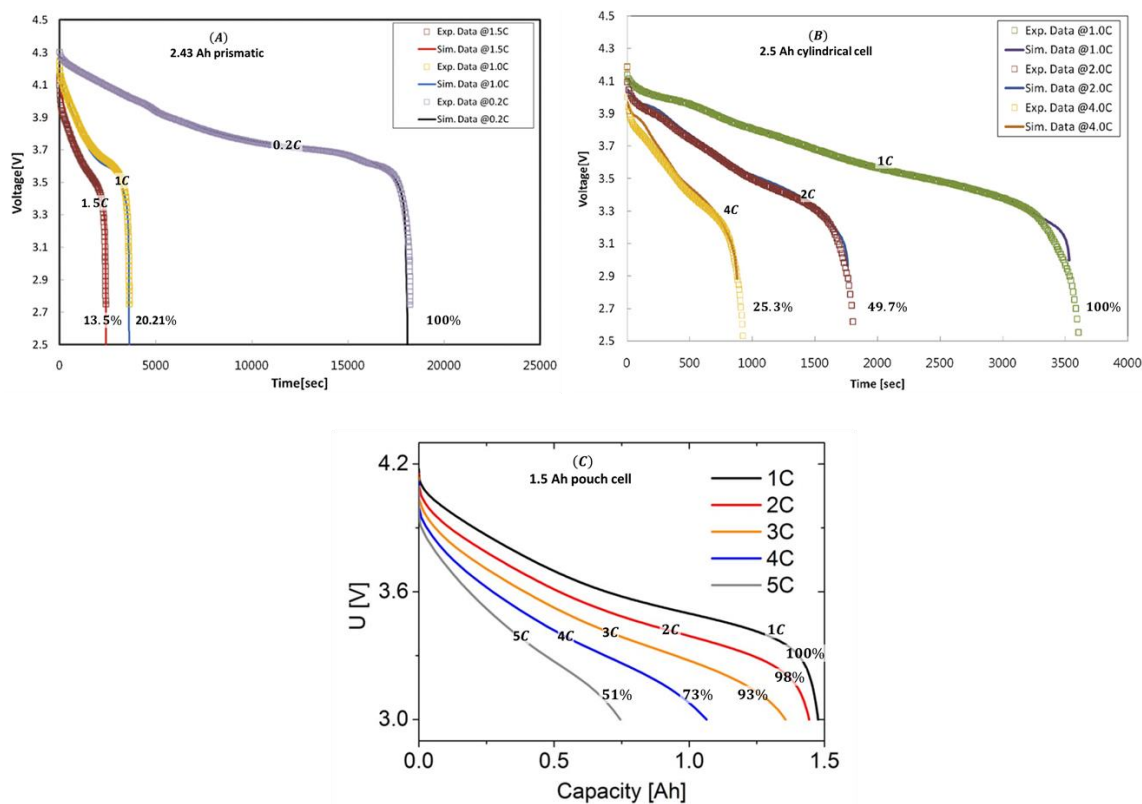 (A)
2.43 Ah prismatic
Exp. Data @1.5C
Sim. Data @1.5C
Exp. Data @1.0C
Sim. Data @1.0C
Exp. Data @0.2C
Sim. Data @0.2C
Voltage[V]
4.5
4.3
4.1
3.9
3.7
3.5
3.3
3.1
2.9
2.7
2.5
0.2C
1C
1.5C
13.5%
20.21%
100%
0
5000
10000
15000
20000
25000
Time[sec]
(B)
2.5 Ah cylindrical cell
Exp. Data @1.0C
Sim. Data @1.0C
Exp. Data @2.0C
Sim. Data @2.0C
Exp. Data @4.0C
Sim. Data @4.0C
Voltage[V]
4.5
4.3
4.1
3.9
3.7
3.5
3.3
3.1
2.9
2.7
2.5
1C
2C
4C
25.3%
49.7%
100%
0
500
1000
1500
2000
2500
3000
3500
4000
Time [sec]
(C)
1.5 Ah pouch cell
1C
2C
3C
4C
5C
U [V]
4.2
3.6
3.0
5C
4C
3C
2C
1C
100%
98%
51%
73%
93%
0.0
0.5
1.0
1.5
Capacity [Ah]